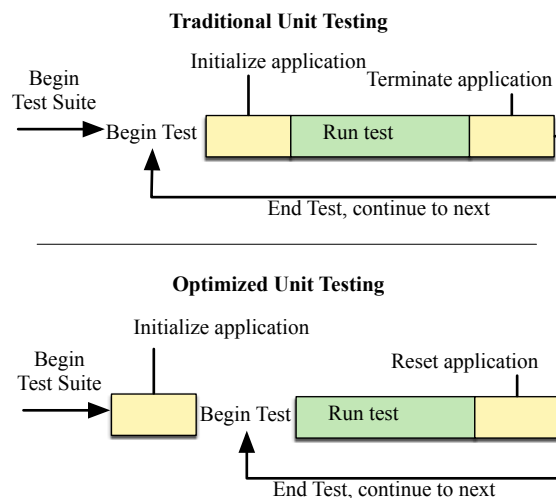 Traditional Unit Testing
Initialize application
Begin
Test Suite
Terminate application
Begin Test
Run test
End Test, continue to next
Optimized Unit Testing
Initialize application
Begin
Test Suite
Reset application
Begin Test
Run test
End Test, continue to next